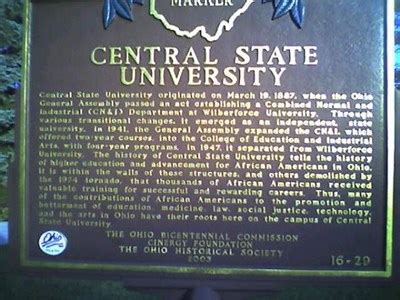 MARKER
CENTRAL STATE
UNIVERSITY
Central State University originated on March 19, 1887, when the Ohio
General Assembly passed an act establishing a Combined Normal and
Industrial (CN&I) Department at Wilberforce University. Through
various transitional changes, it emerged as an independent, state
university. In 1941, the General Assembly expanded the CN&I, which
offered two-year courses, into the College of Education and Industrial
Arts, with four-year programs. In 1947, it separated from Wilberforce
University. The history of Central State University tells the history
of higher education and advancement for African Americans in Ohio.
It is within the walls of these structures, and others demolished by
the 1974 tornado, that thousands of African Americans received
valuable training for successful and rewarding careers. Thus, many
of the contributions of African Americans to the promotion and
betterment of education, medicine, law, social justice, technology,
and the arts in Ohio have their roots here on the campus of Central
State University.
THE OHIO BICENTENNIAL COMMISSION
CINERGY FOUNDATION
THE OHIO HISTORICAL SOCIETY
2003
16-29
Ohio